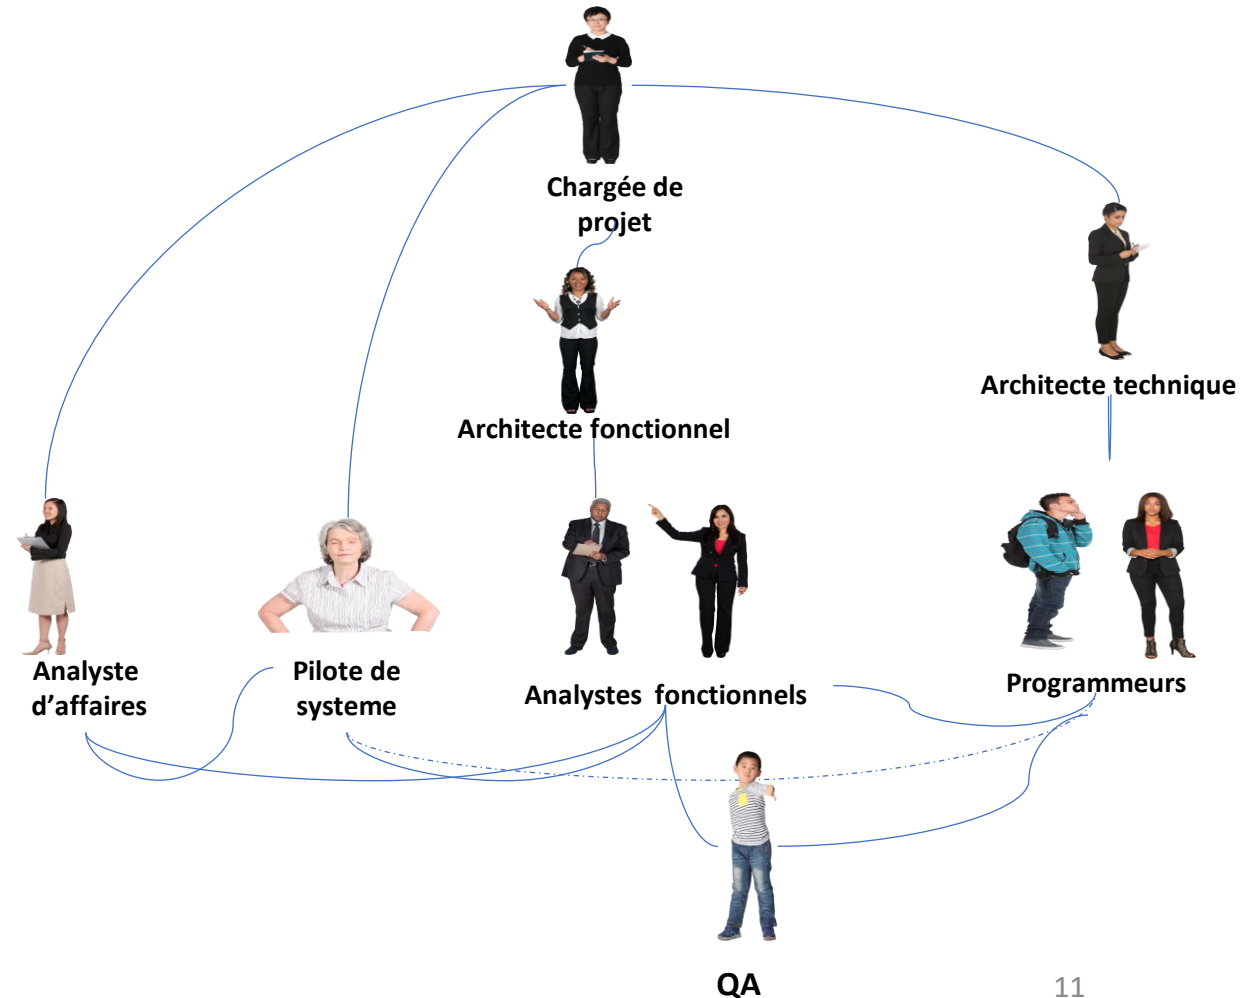 Chargée de
projet
Architecte technique
Architecte fonctionnel
Analyste
d'affaires
Pilote de
systeme
Analystes  fonctionnels
Programmeurs
QA
11